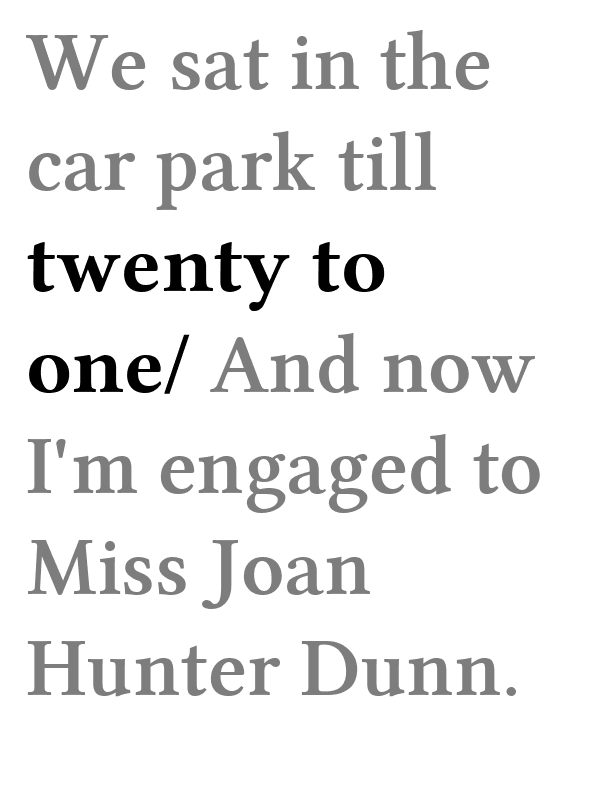 We sat in the
car park till
twenty to
one/ And now
I'm engaged to
Miss Joan
Hunter Dunn.